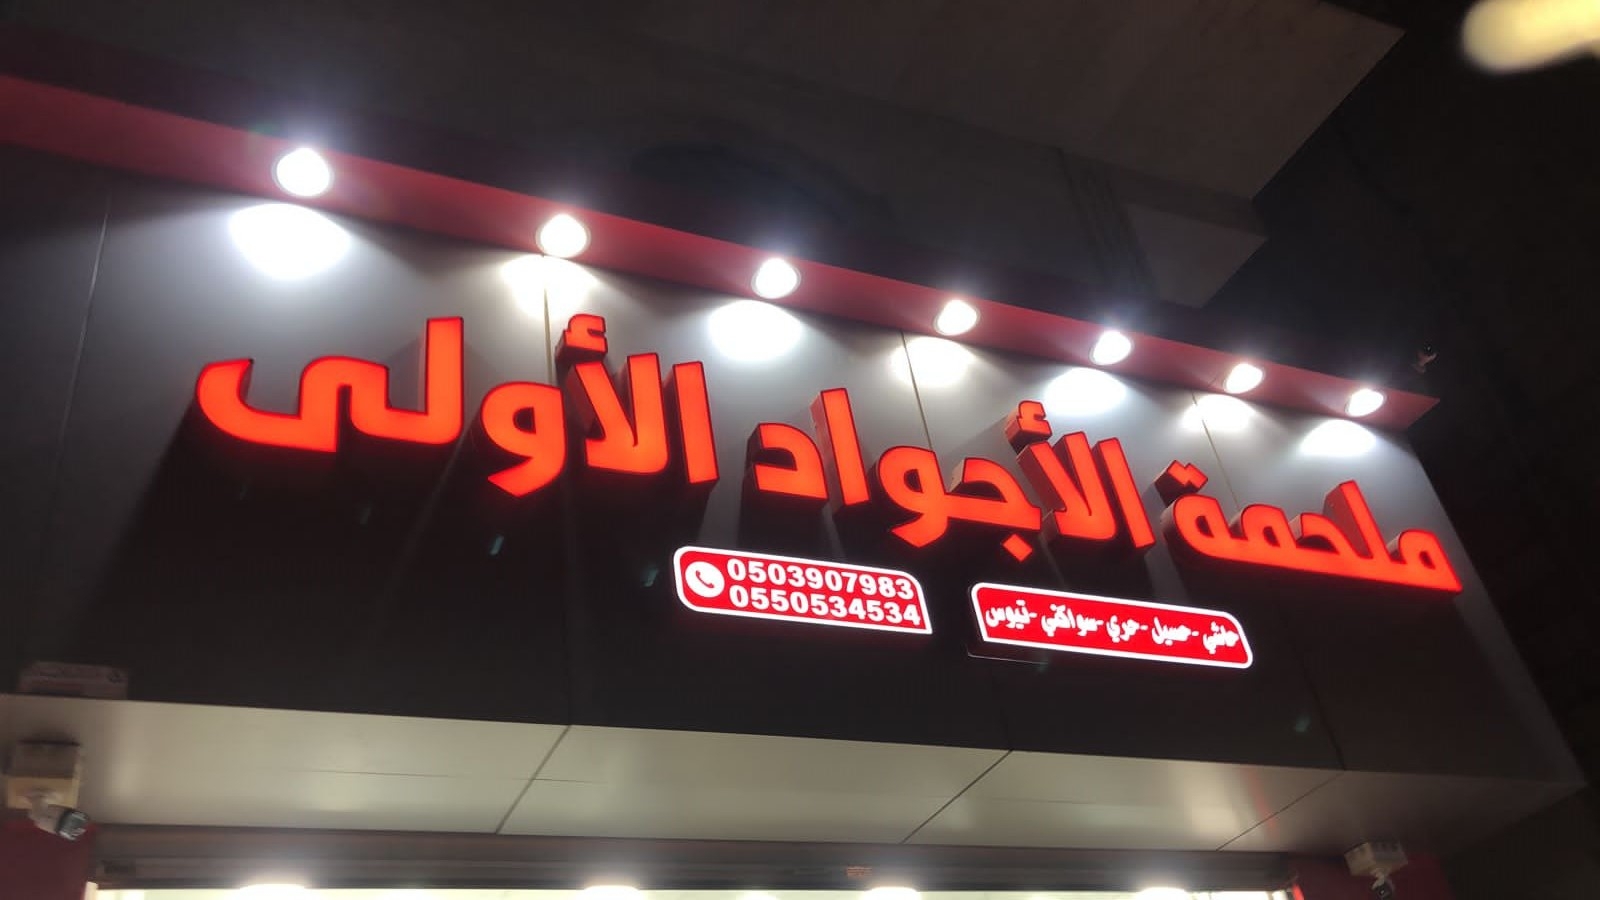 ملحمة الأجواد الأولى
حاشي - حسيل - حري - سواكني - تيوس
0503907983
0550534534